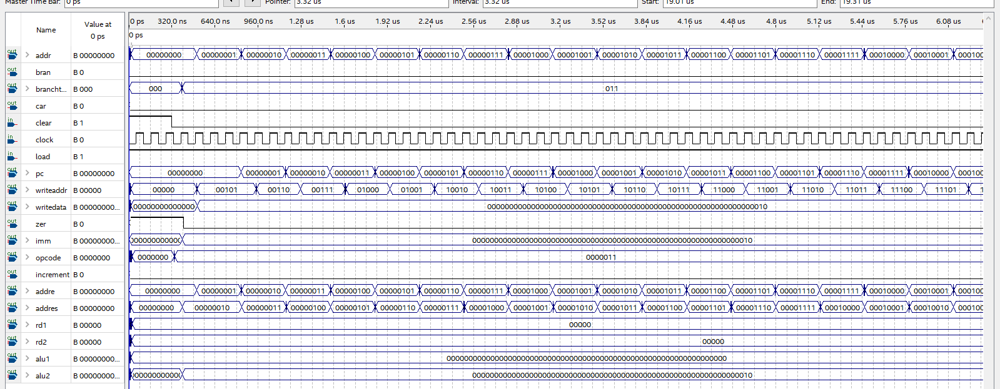 Master Time Bar: 0 ps Pointer: 3.32 us Interval: 3.32 us Start: 19.01 us End: 19.31 us
Name Value at 0 ps
0 ps 320.0 ns 640.0 ns 960.0 ns 1.28 us 1.6 us 1.92 us 2.24 us 2.56 us 2.88 us 3.2 us 3.52 us 3.84 us 4.16 us 4.48 us 4.8 us 5.12 us 5.44 us 5.76 us 6.08 us
0 ps
out addr B 00000000 00000000 00000001 00000010 00000011 00000100 00000101 00000110 00000111 00001000 00001001 00001010 00001011 00001100 00001101 00001110 00001111 00010000 00010001 000100
out bran B 0
out brancht... B 000 000 011
out car B 0
in clear B 1
in clock B 0
in load B 1
out pc B 00000000 00000000 00000001 00000010 00000011 00000100 00000101 00000110 00000111 00001000 00001001 00001010 00001011 00001100 00001101 00001110 00001111 00010000 000100
out writeaddr B 00000 00000 00101 00110 00111 01000 01001 10010 10011 10100 10101 10110 10111 11000 11001 11010 11011 11100 11101 1
out writedata B 00000000...
out zer B 0
out imm B 00000000...
out opcode B 0000000 0000000 0000011
out increment B 0
out addre B 00000000 00000000 00000001 00000010 00000011 00000100 00000101 00000110 00000111 00001000 00001001 00001010 00001011 00001100 00001101 00001110 00001111 00010000 00010001 000100
out addres B 00000000 00000000 00000010 00000011 00000100 00000101 00000110 00000111 00001000 00001001 00001010 00001011 00001100 00001101 00001110 00001111 00010000 00010001 00010010 000100
out rd1 B 00000 00000
out rd2 B 00000 00000
out alu1 B 00000000...
out alu2 B 00000000...